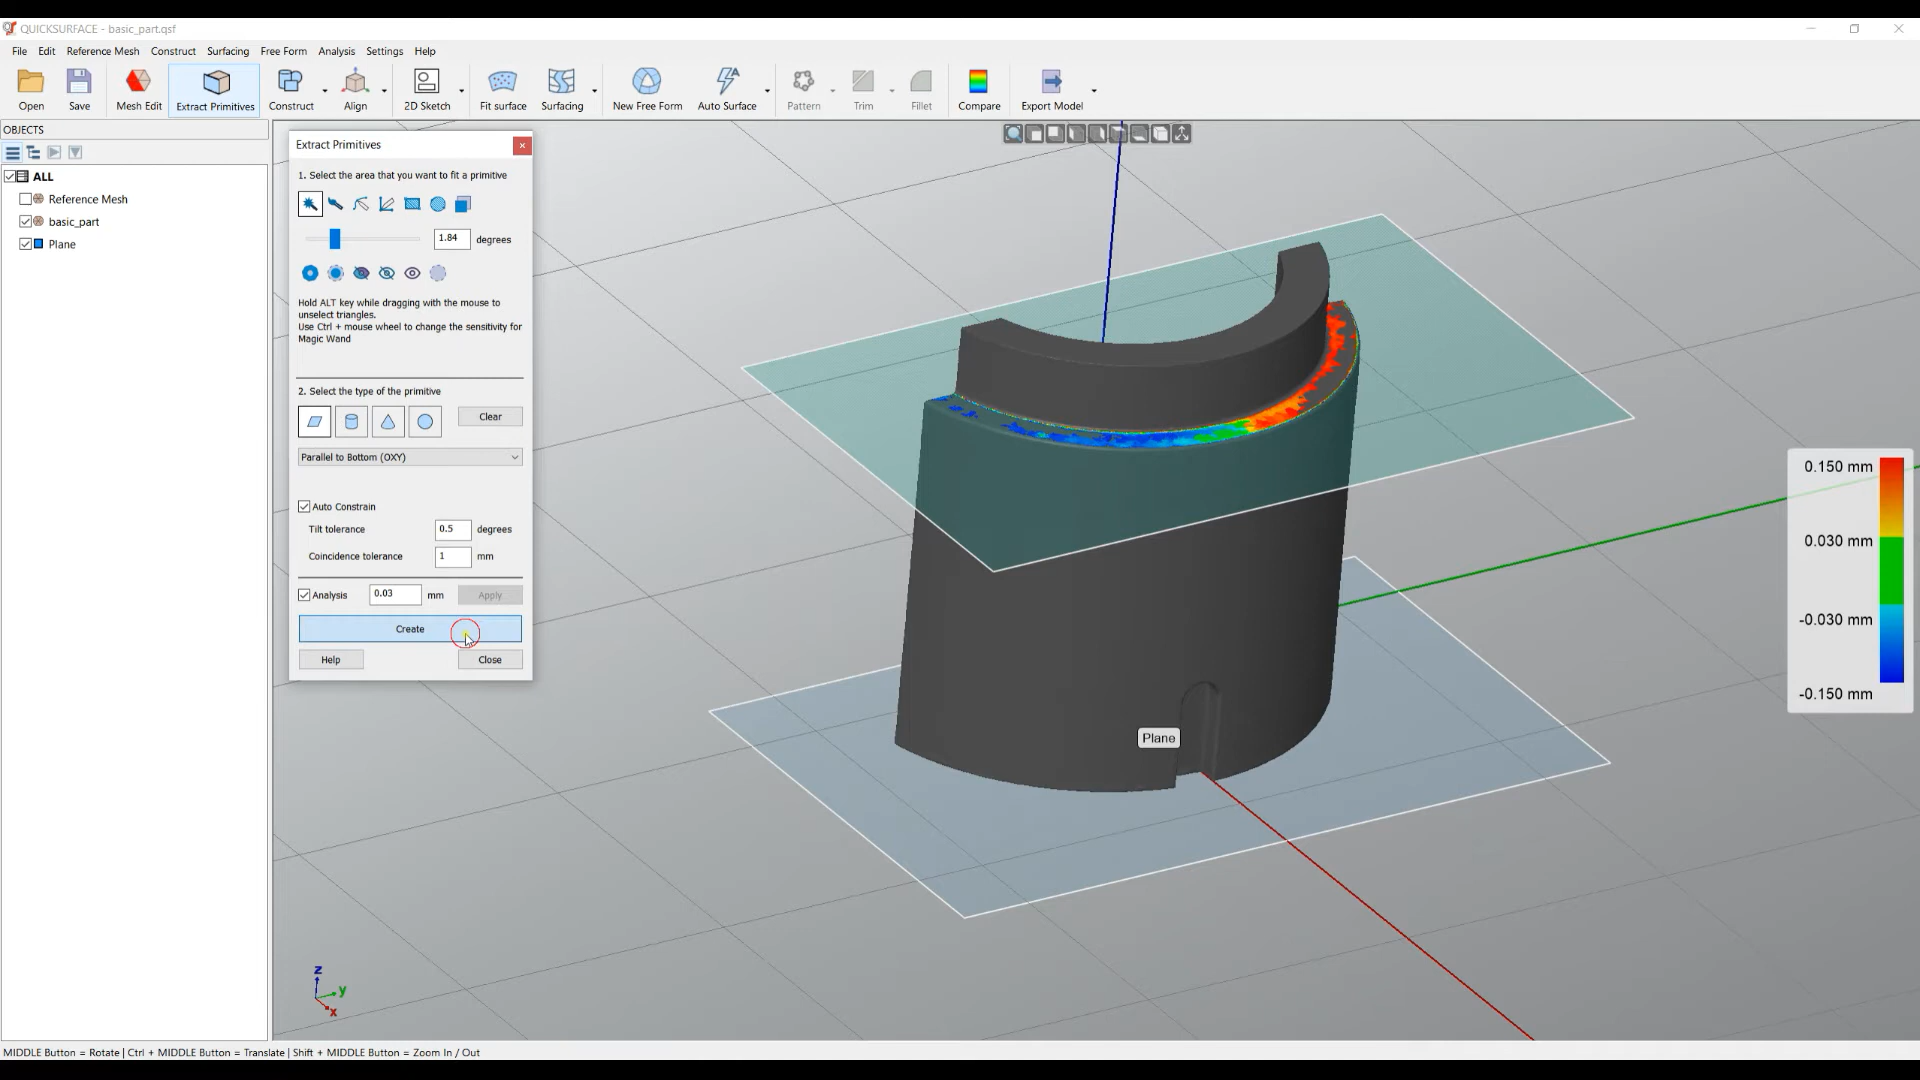 QUICKSURFACE - basic_part.qsf
File Edit Reference Mesh Construct Surfacing Free Form Analysis Settings Help
Open Save Mesh Edit Extract Primitives Construct Align 2D Sketch Fit surface Surfacing New Free Form Auto Surface Pattern Trim Fillet Compare Export Model
OBJECTS
ALL
Reference Mesh
basic_part
Plane
Extract Primitives
1. Select the area that you want to fit a primitive
1.84 degrees
Hold ALT key while dragging with the mouse to
unselect triangles.
Use Ctrl + mouse wheel to change the sensitivity for
Magic Wand
2. Select the type of the primitive
Clear
Parallel to Bottom (OXY)
Auto Constrain
Tilt tolerance 0.5 degrees
Coincidence tolerance 1 mm
Analysis 0.03 mm Apply
Create
Help Close
Plane
0.150 mm
0.030 mm
-0.030 mm
-0.150 mm
z
y
x
MIDDLE Button = Rotate | Ctrl + MIDDLE Button = Translate | Shift + MIDDLE Button = Zoom In / Out